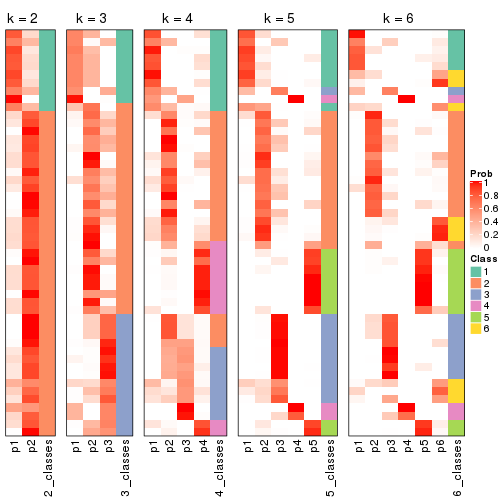 k = 2
k = 3
k = 4
k = 5
k = 6
p1
p2
2_classes
p1
p2
p3
3_classes
p1
p2
p3
p4
4_classes
p1
p2
p3
p4
p5
5_classes
p1
p2
p3
p4
p5
p6
6_classes
Prob
1
0.8
0.6
0.4
0.2
0
Class
1
2
3
4
5
6